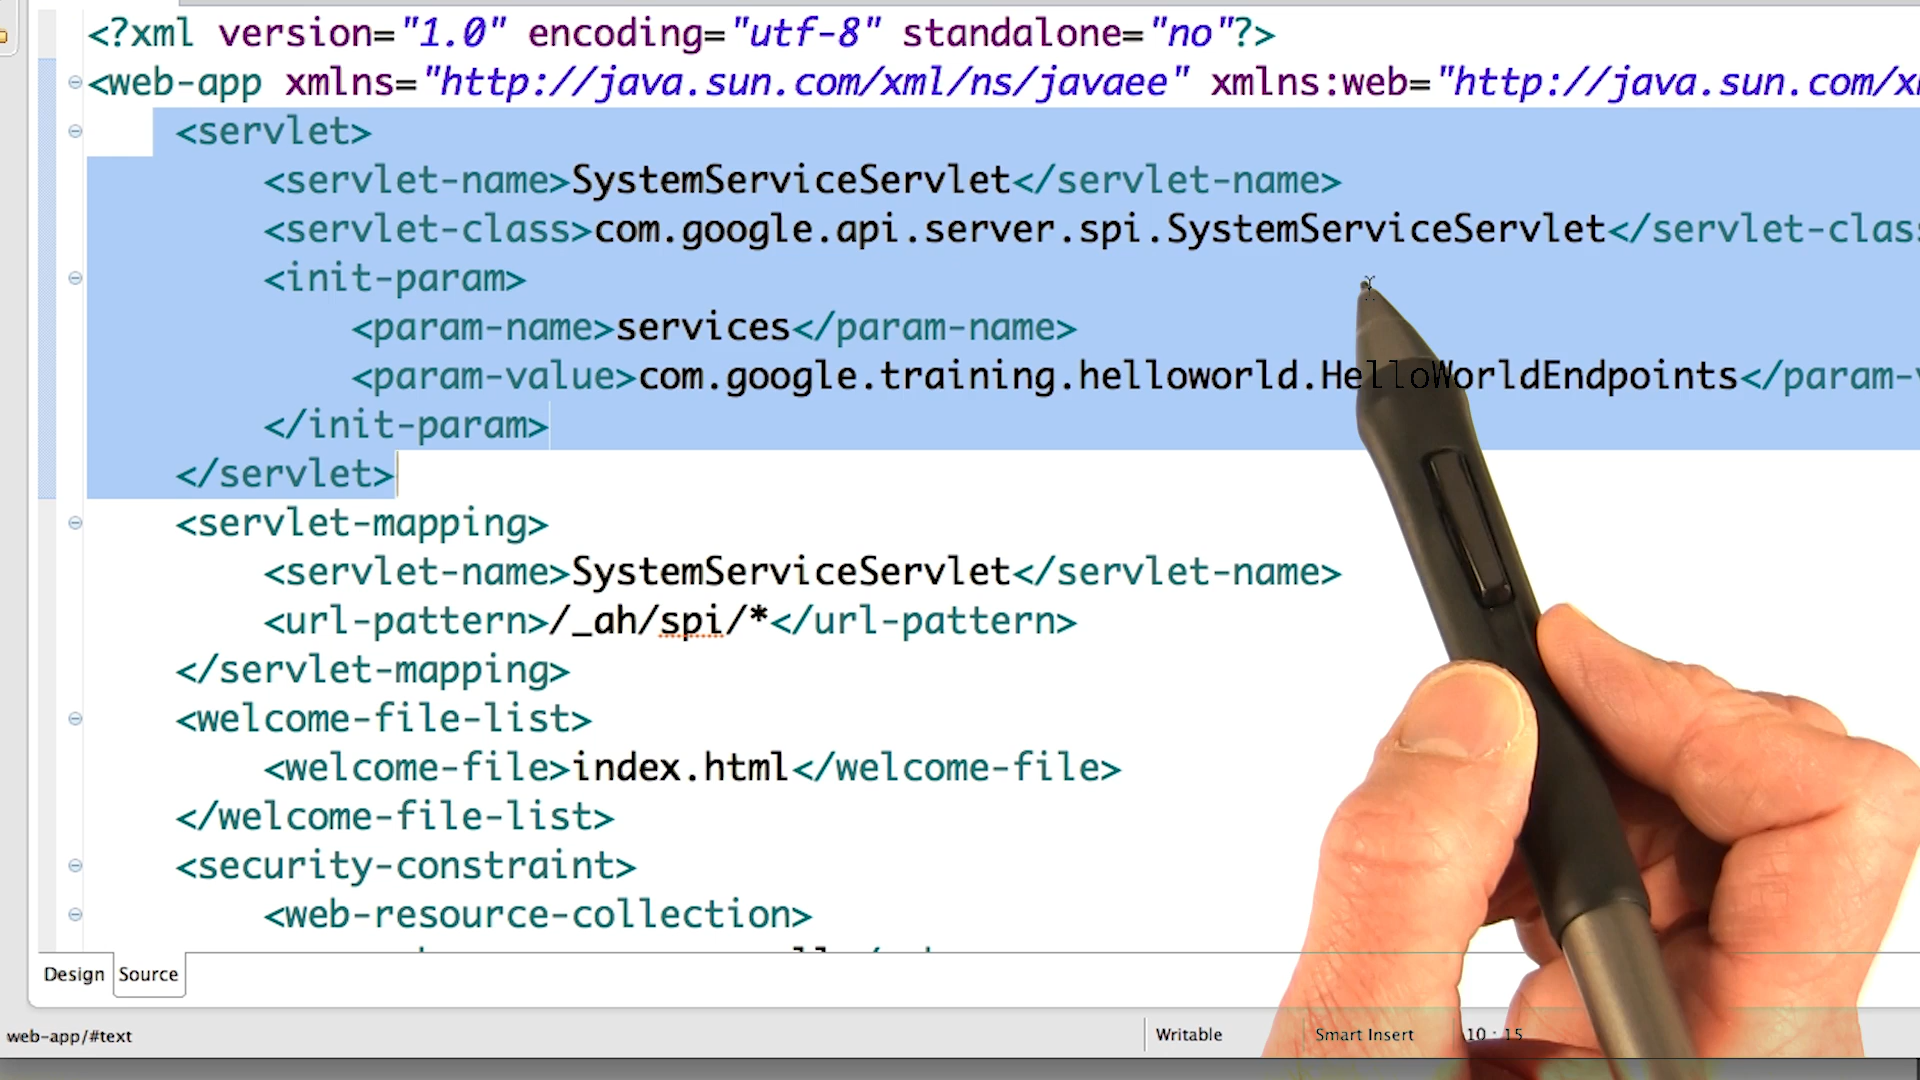 <?xml version="1.0" encoding="utf-8" standalone="no"?>
<web-app xmlns="http://java.sun.com/xml/ns/javaee" xmlns:web="http://java.sun.com/x
<servlet>
<servlet-name>SystemServiceServlet</servlet-name>
<servlet-class>com.google.api.server.spi.SystemServiceServlet</servlet-clas
<init-param>
<param-name>services</param-name>
<param-value>com.google.training.helloworld.HelloWorldEndpoints</param-v
</init-param>
</servlet>
<servlet-mapping>
<servlet-name>SystemServiceServlet</servlet-name>
<url-pattern>/_ah/spi/*</url-pattern>
</servlet-mapping>
<welcome-file-list>
<welcome-file>index.html</welcome-file>
</welcome-file-list>
<security-constraint>
<web-resource-collection>
Design Source
web-app/#text Writable Smart Insert 10 : 15